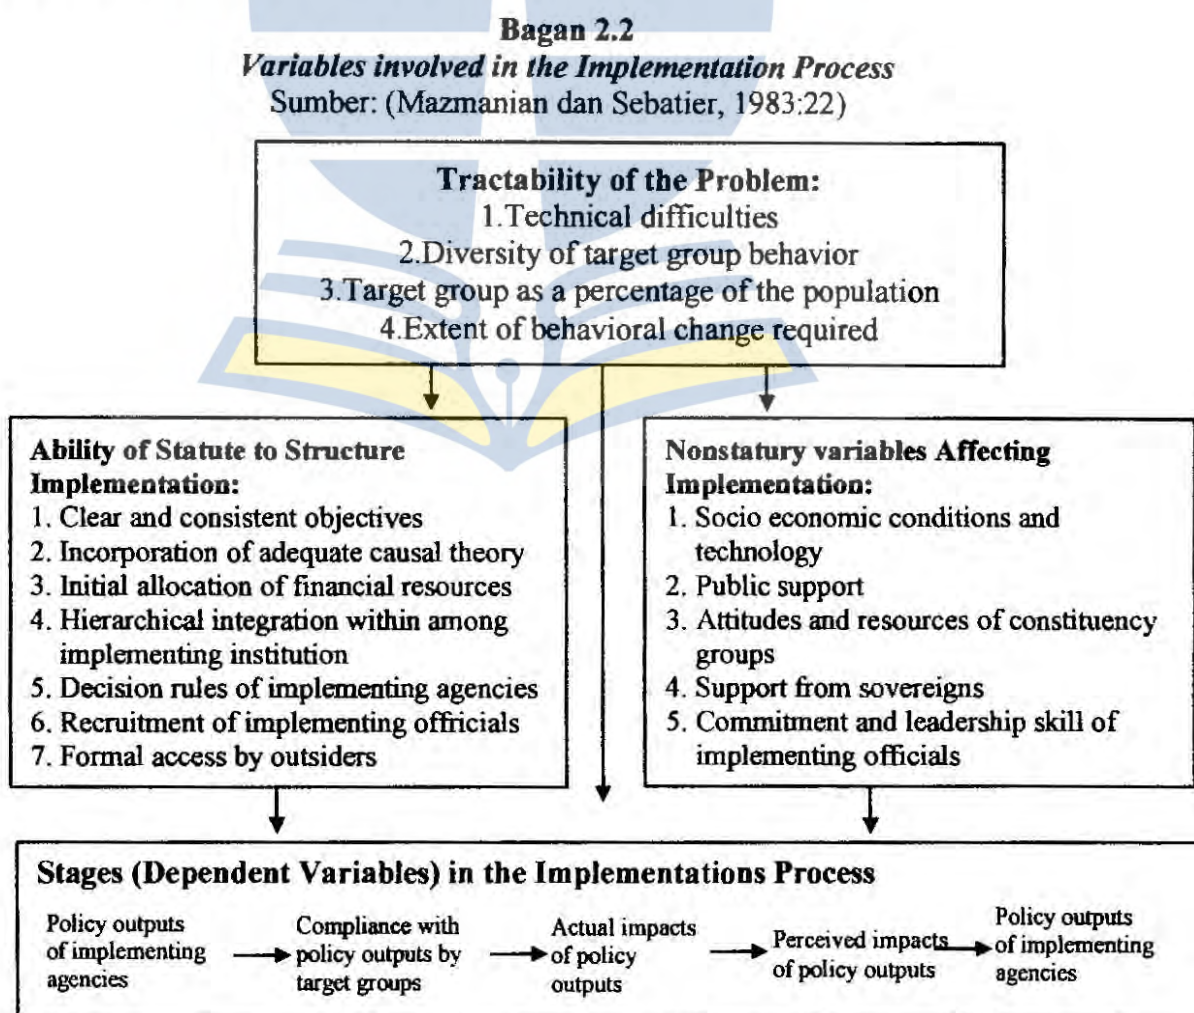 Bagan 2.2
Variables involved in the Implementation Process
Sumber: (Mazmanian dan Sebatier, 1983:22)
Tractability of the Problem:
1.Technical difficulties
2.Diversity of target group behavior
3.Target group as a percentage of the population
4.Extent of behavioral change required
Ability of Statute to Structure
Implementation:
1. Clear and consistent objectives
2. Incorporation of adequate causal theory
3. Initial allocation of financial resources
4. Hierarchical integration within among
implementing institution
5. Decision rules of implementing agencies
6. Recruitment of implementing officials
7. Formal access by outsiders
Nonstatury variables Affecting
Implementation:
1. Socio economic conditions and
technology
2. Public support
3. Attitudes and resources of constituency
groups
4. Support from sovereigns
5. Commitment and leadership skill of
implementing officials
Stages (Dependent Variables) in the Implementations Process
Policy outputs
of implementing
agencies
Compliance with
policy outputs by
target groups
Actual impacts
of policy
outputs
Perceived impacts
of policy outputs
Policy outputs
of implementing
agencies